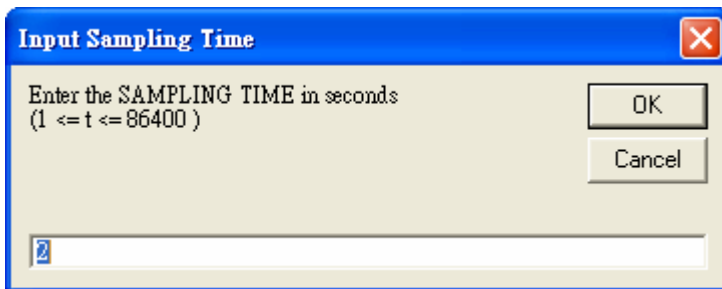 Input Sampling Time
Enter the SAMPLING TIME in seconds
(1 <= t <= 86400 )
OK
Cancel
2